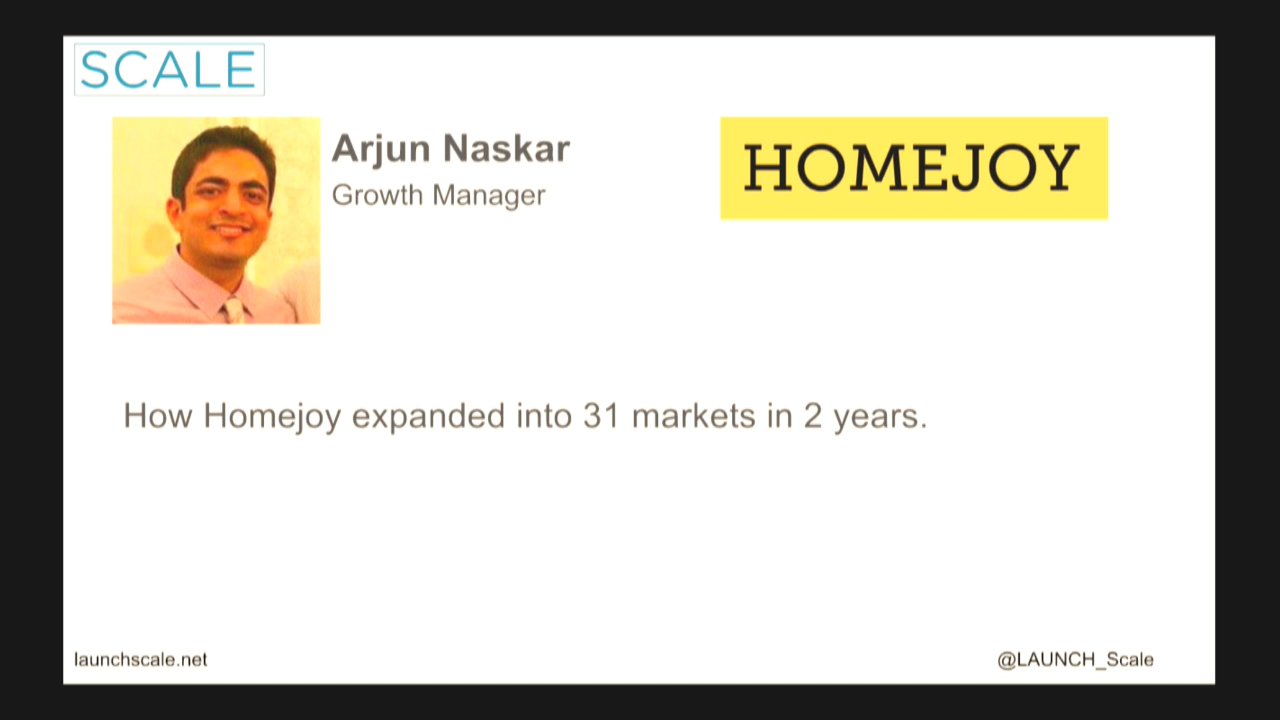 SCALE
Arjun Naskar
Growth Manager
HOMEJOY
How Homejoy expanded into 31 markets in 2 years.
launchscale.net
@LAUNCH_Scale